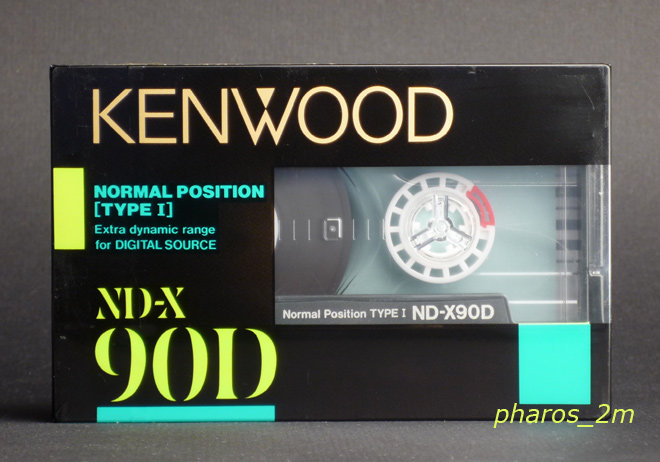 KENWOOD
NORMAL POSITION
[TYPE I]
Extra dynamic range
for DIGITAL SOURCE
ND-X
90D
Normal Position TYPE I ND-X90D
pharos_2m